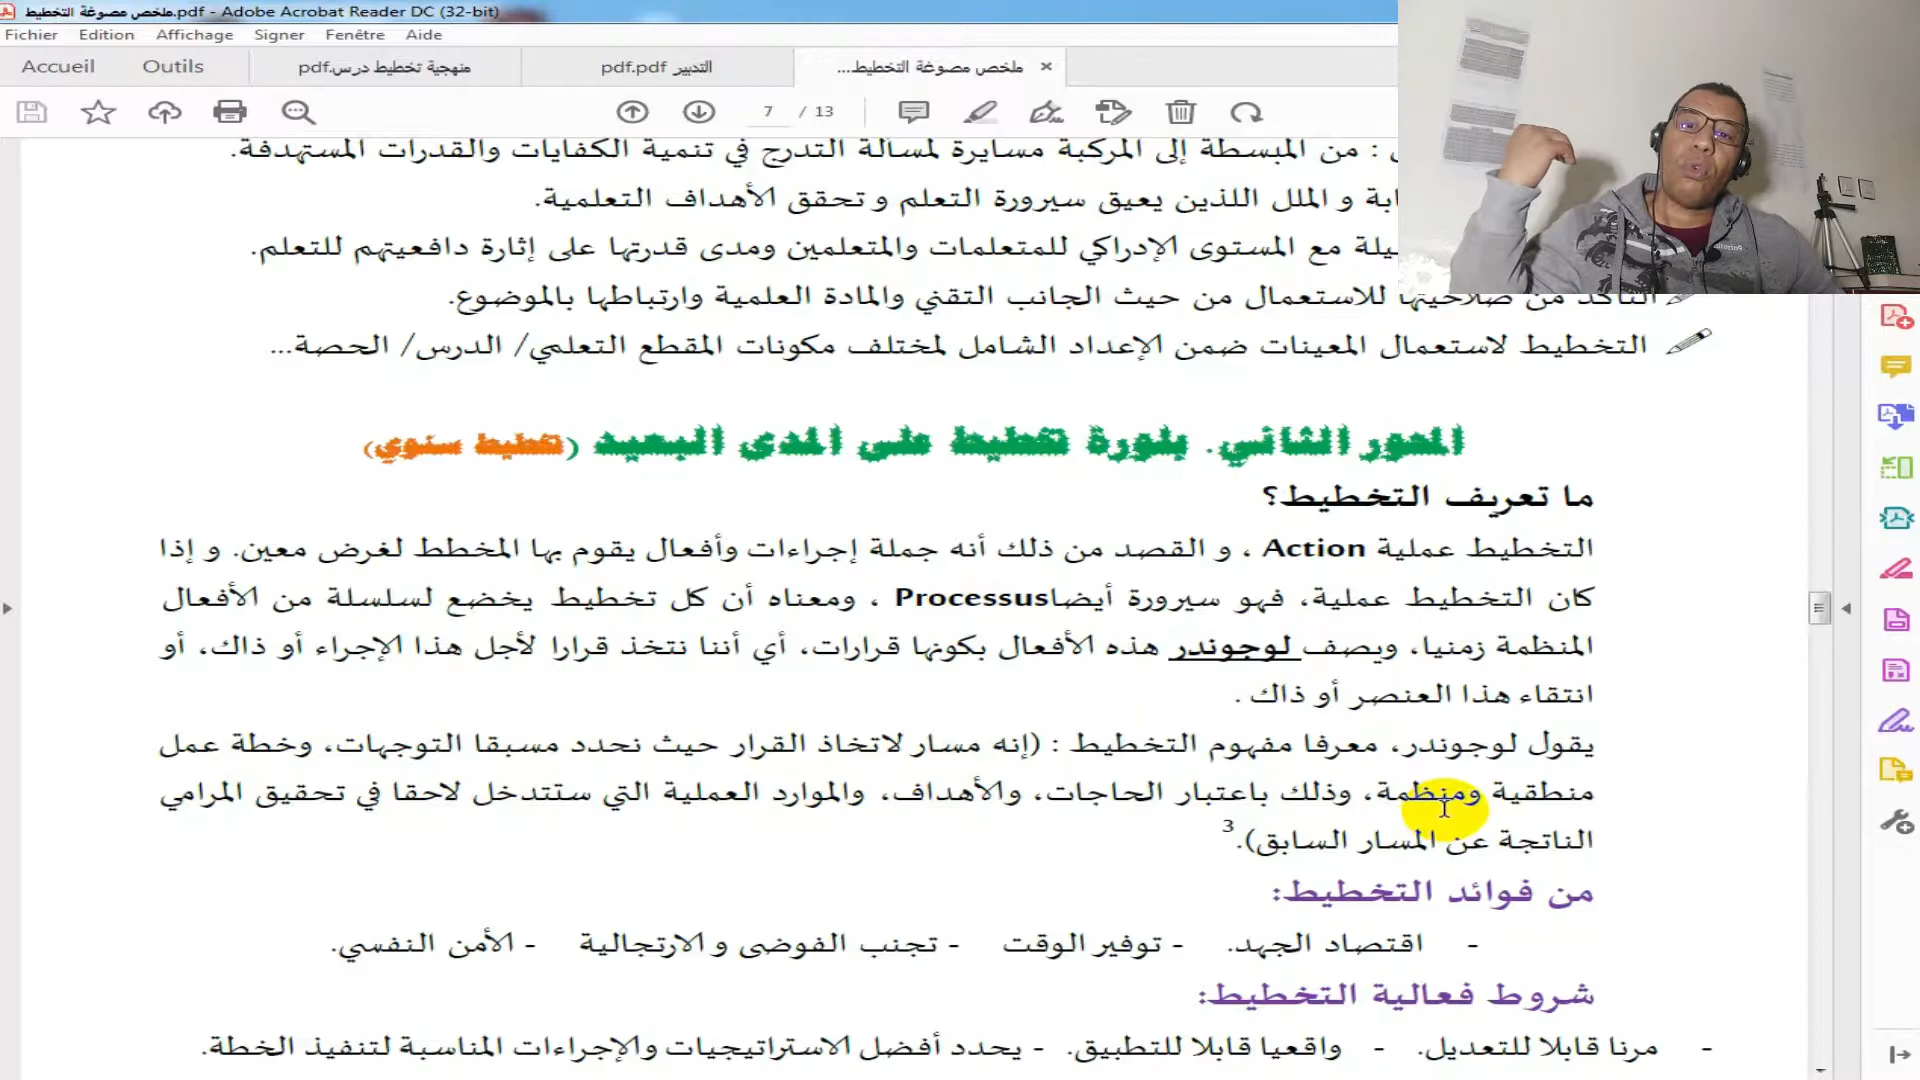 ملخص مصوغة التخطيط.pdf - Adobe Acrobat Reader DC (32-bit)
Fichier Edition Affichage Signer Fenêtre Aide
Accueil Outils منهجية تخطيط درس.pdf التدبير pdf.pdf ملخص مصوغة التخطيط... ×
7 / 13
: من المبسطة إلى المركبة مسايرة لمسألة التدرج في تنمية الكفايات والقدرات المستهدفة.
و الملل اللذين يعيق سيرورة التعلم و تحقق الأهداف التعلمية.
مع المستوى الإدراكي للمتعلمات والمتعلمين ومدى قدرتها على إثارة دافعيتهم للتعلم.
التأكد من صلاحيتها للاستعمال من حيث الجانب التقني والمادة العلمية وارتباطها بالموضوع.
التخطيط لاستعمال المعينات ضمن الإعداد الشامل لمختلف مكونات المقطع التعلمي/ الدرس/ الحصة...
المحور الثاني. بلورة تخطيط على المدى البعيد (تخطيط سنوي)
ما تعريف التخطيط؟
التخطيط عملية Action ، و القصد من ذلك أنه جملة إجراءات وأفعال يقوم بها المخطط لغرض معين. و إذا
كان التخطيط عملية، فهو سيرورة أيضاProcessus ، ومعناه أن كل تخطيط يخضع لسلسلة من الأفعال
المنظمة زمنيا، ويصف لوجوندر هذه الأفعال بكونها قرارات، أي أننا نتخذ قرارا لأجل هذا الإجراء أو ذاك، أو
انتقاء هذا العنصر أو ذاك .
يقول لوجوندر، معرفا مفهوم التخطيط : (إنه مسار لاتخاذ القرار حيث نحدد مسبقا التوجهات، وخطة عمل
منطقية ومنظمة، وذلك باعتبار الحاجات، والأهداف، والموارد العملية التي ستتدخل لاحقا في تحقيق المرامي
الناتجة عن المسار السابق).3
من فوائد التخطيط:
- اقتصاد الجهد. - توفير الوقت - تجنب الفوضى و الارتجالية - الأمن النفسي.
شروط فعالية التخطيط:
- مرنا قابلا للتعديل. - واقعيا قابلا للتطبيق. - يحدد أفضل الاستراتيجيات والإجراءات المناسبة لتنفيذ الخطة.